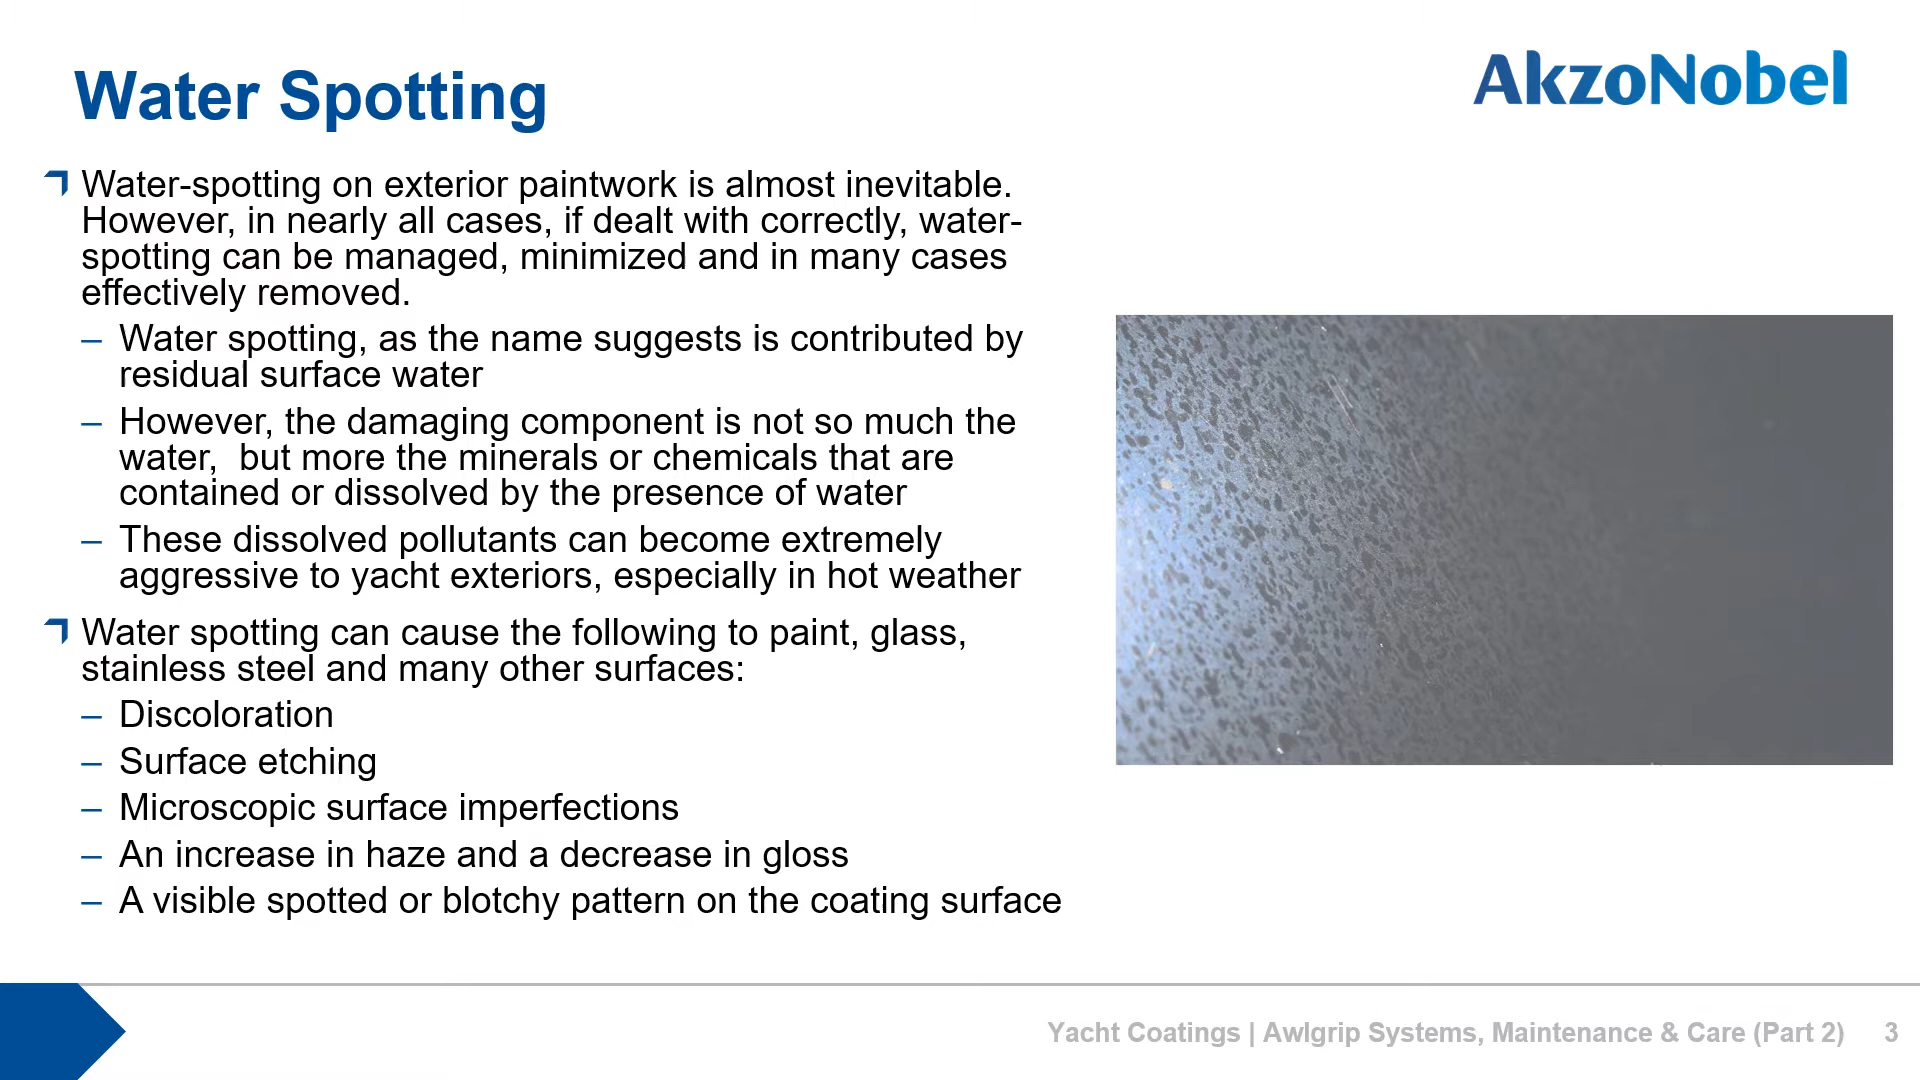 Water Spotting
AkzoNobel
Water-spotting on exterior paintwork is almost inevitable.
However, in nearly all cases, if dealt with correctly, water-
spotting can be managed, minimized and in many cases
effectively removed.
– Water spotting, as the name suggests is contributed by
residual surface water
– However, the damaging component is not so much the
water,  but more the minerals or chemicals that are
contained or dissolved by the presence of water
– These dissolved pollutants can become extremely
aggressive to yacht exteriors, especially in hot weather
Water spotting can cause the following to paint, glass,
stainless steel and many other surfaces:
– Discoloration
– Surface etching
– Microscopic surface imperfections
– An increase in haze and a decrease in gloss
– A visible spotted or blotchy pattern on the coating surface
Yacht Coatings | Awlgrip Systems, Maintenance & Care (Part 2) 3